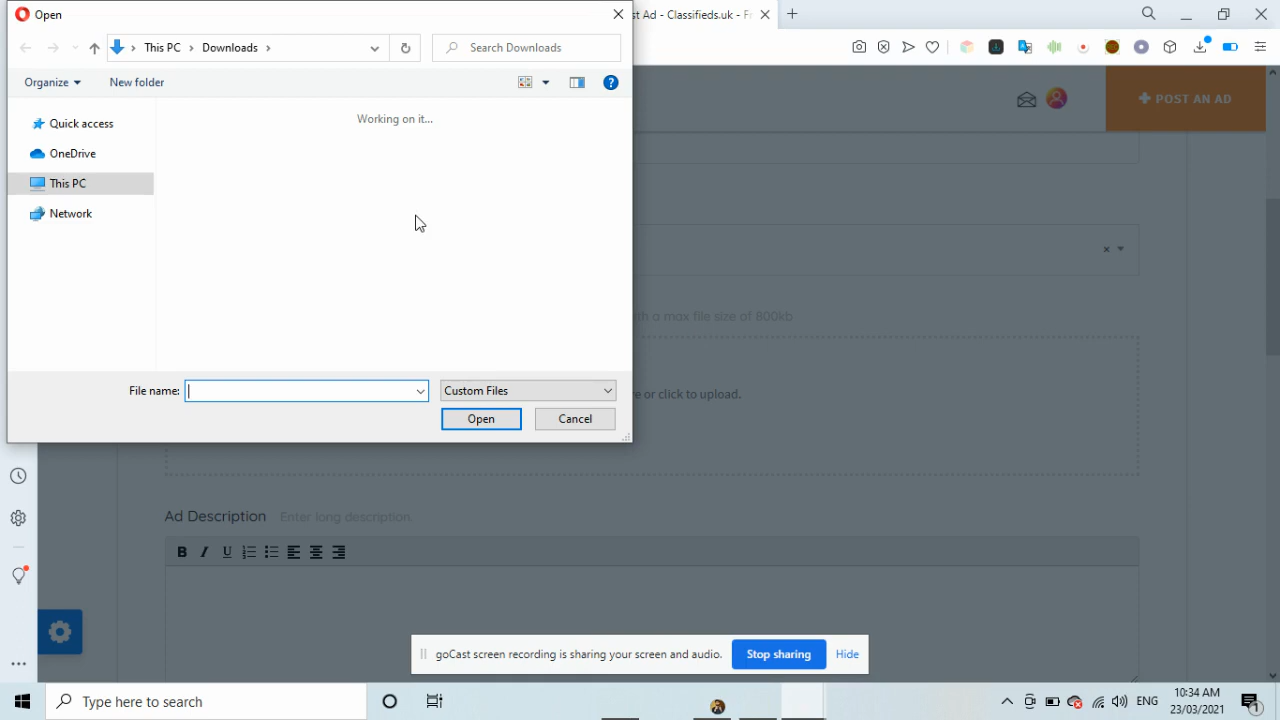 Open
st Ad - Classifieds.uk - F
This PC
Downloads
Search Downloads
Organize
New folder
POST AN AD
Working on it...
Quick access
OneDrive
This PC
Network
h a max file size of 800kb
File name:
Custom Files
re or click to upload.
Open
Cancel
Ad Description Enter long description.
B I U
goCast screen recording is sharing your screen and audio.
Stop sharing
Hide
Type here to search
ENG
10:34 AM
23/03/2021
1